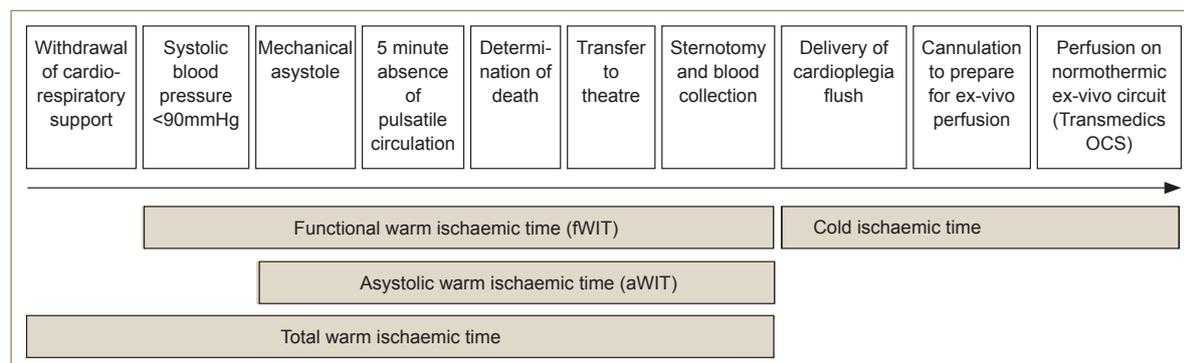 Withdrawal
of cardio-
respiratory
support
Systolic
blood
pressure
<90mmHg
Mechanical
asystole
5 minute
absence
of
pulsatile
circulation
Determi-
nation of
death
Transfer
to
theatre
Sternotomy
and blood
collection
Delivery of
cardioplegia
flush
Cannulation
to prepare
for ex-vivo
perfusion
Perfusion on
normothermic
ex-vivo circuit
(Transmedics
OCS)
Functional warm ischaemic time (fWIT)
Cold ischaemic time
Asystolic warm ischaemic time (aWIT)
Total warm ischaemic time